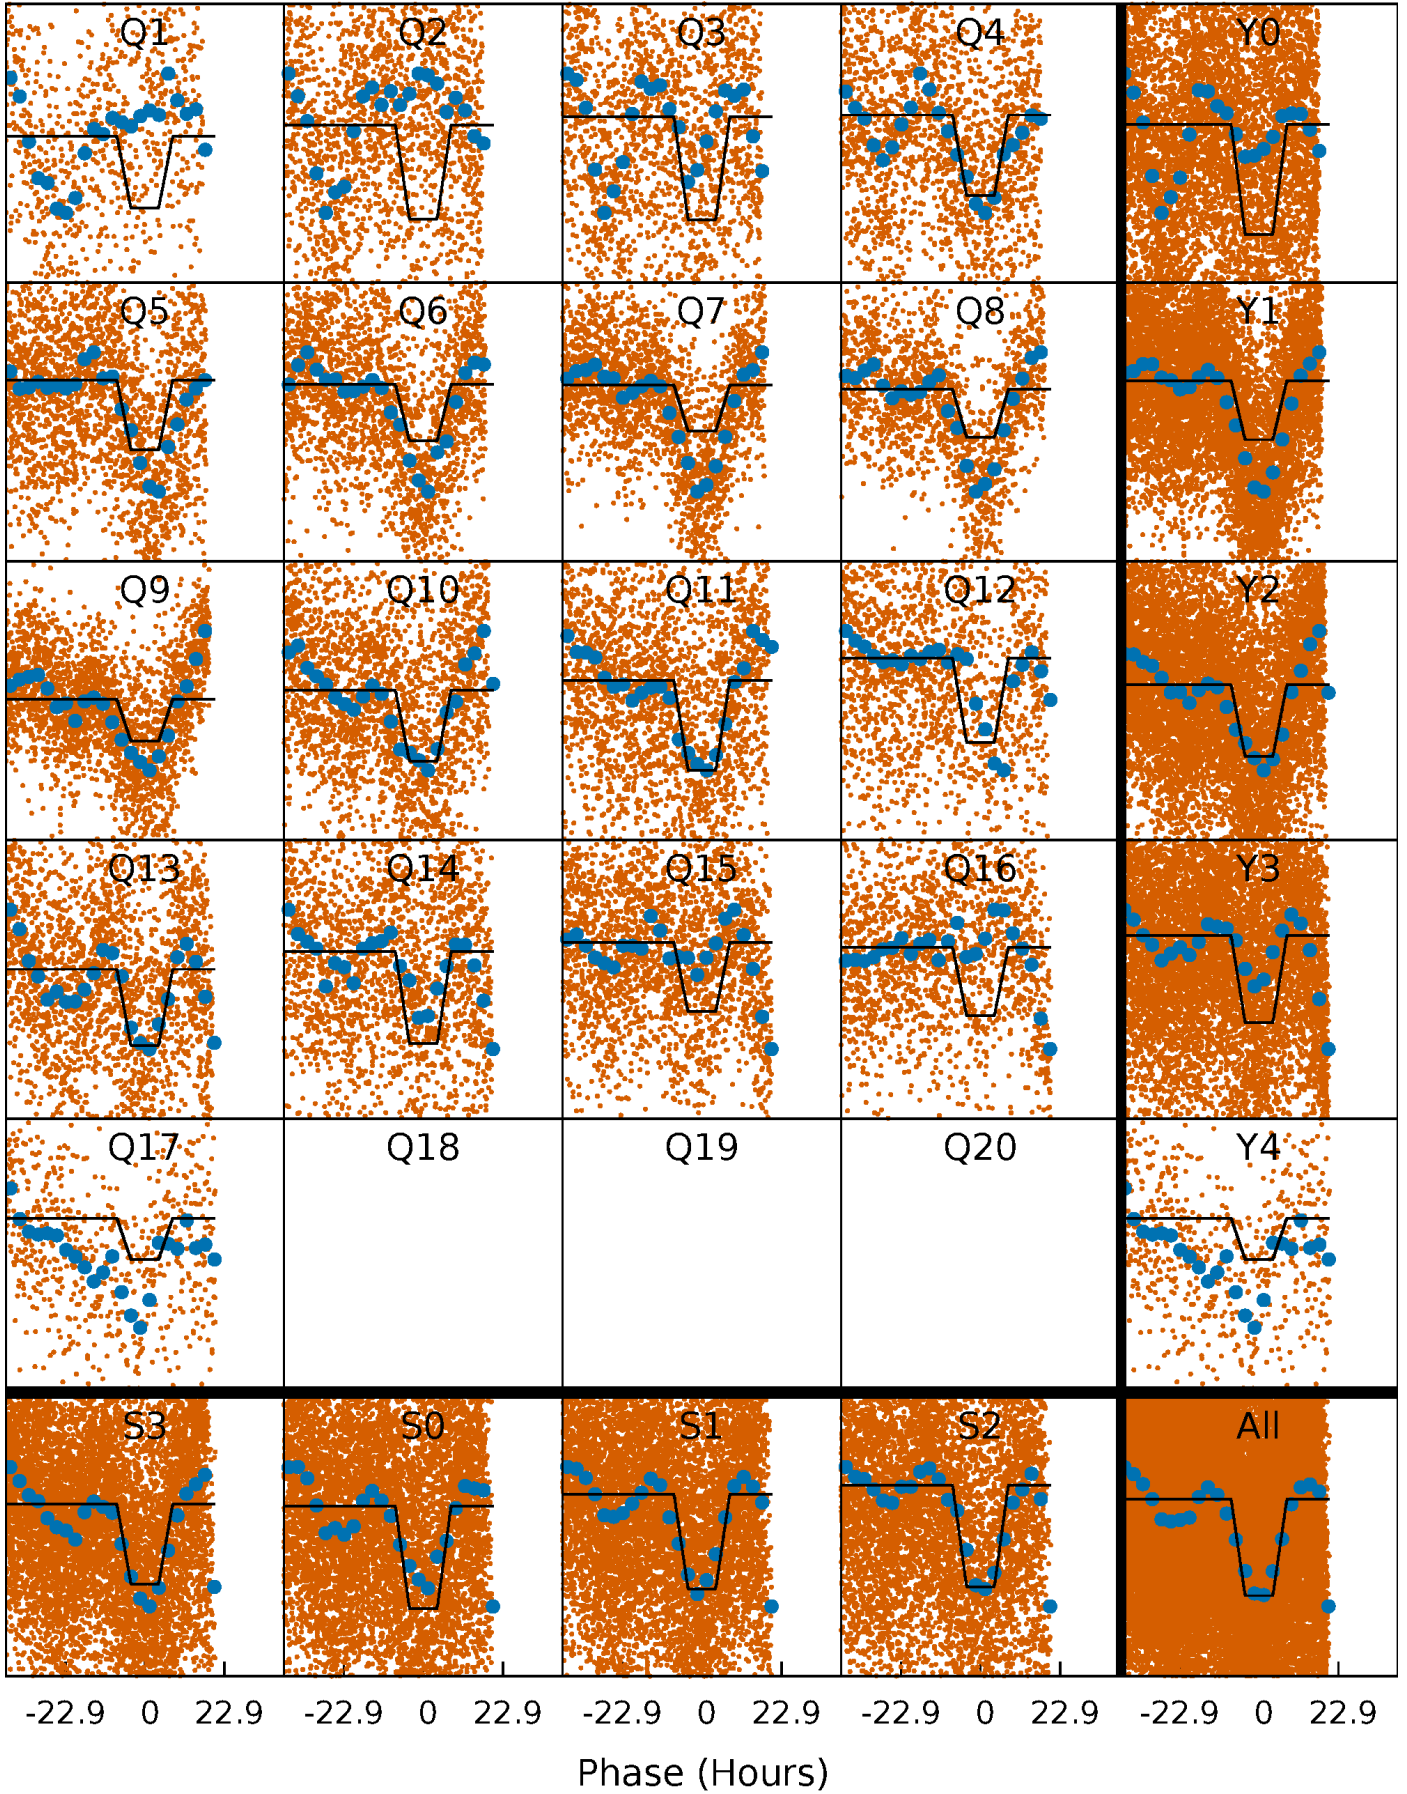 Q1 Q2 Q3 Q4 Y0
Q5 Q6 Q7 Q8 Y1
Q9 Q10 Q11 Q12 Y2
Q13 Q14 Q15 Q16 Y3
Q17 Q18 Q19 Q20 Y4
S3 S0 S1 S2 All
-22.9 0 22.9 -22.9 0 22.9 -22.9 0 22.9 -22.9 0 22.9 -22.9 0 22.9
Phase (Hours)